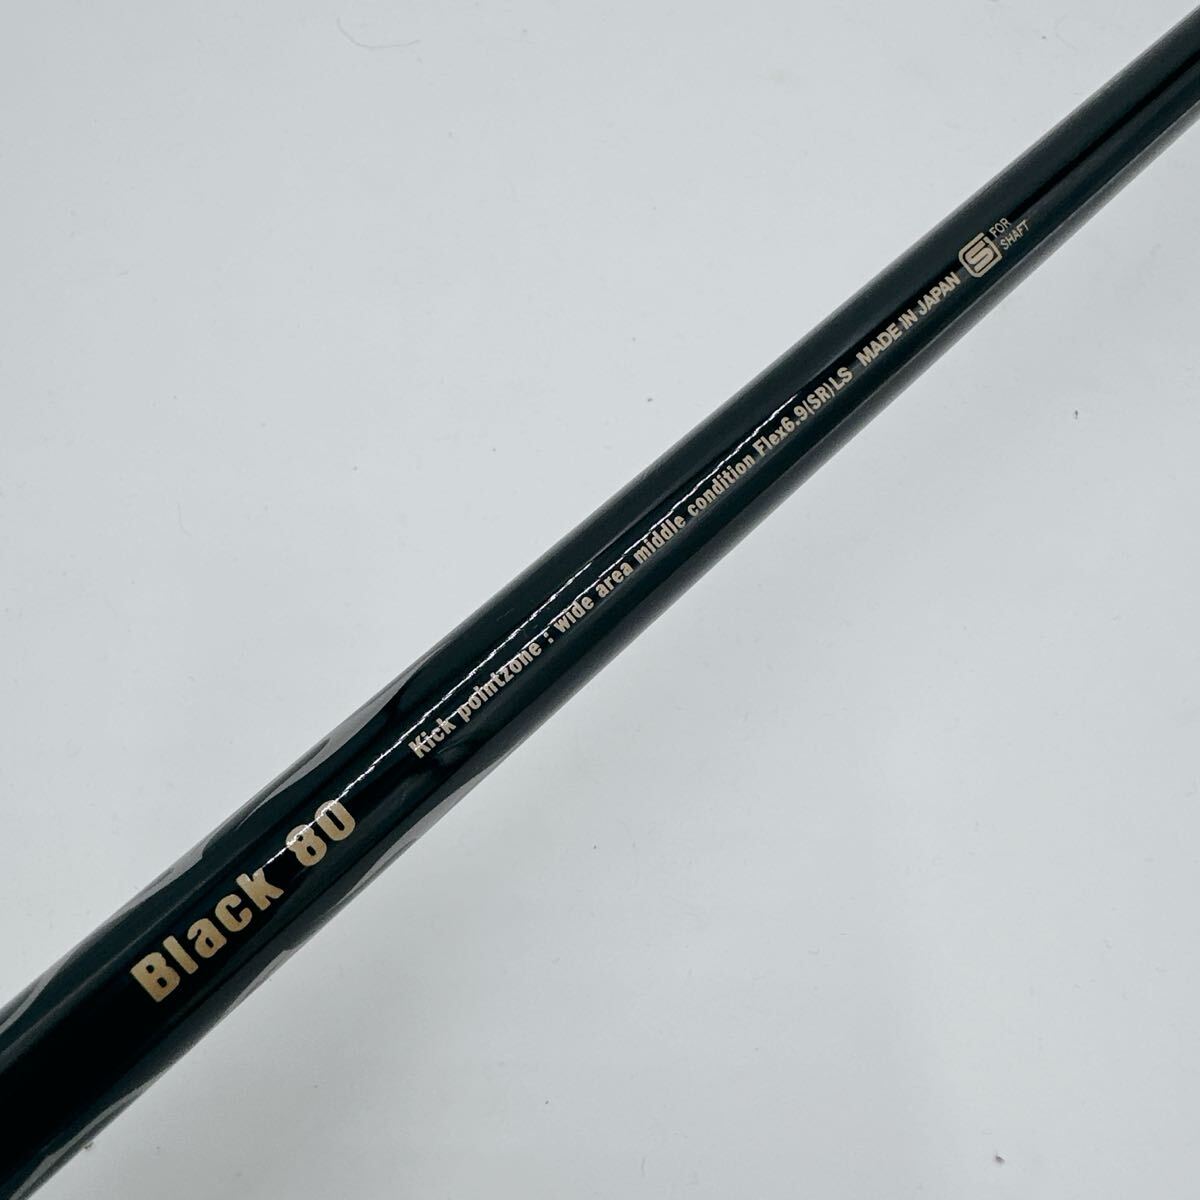 Black 80
Kick pointzone : wide area middle condition Flex6.9(SR)LS MADE IN JAPAN
FOR
SHAFT